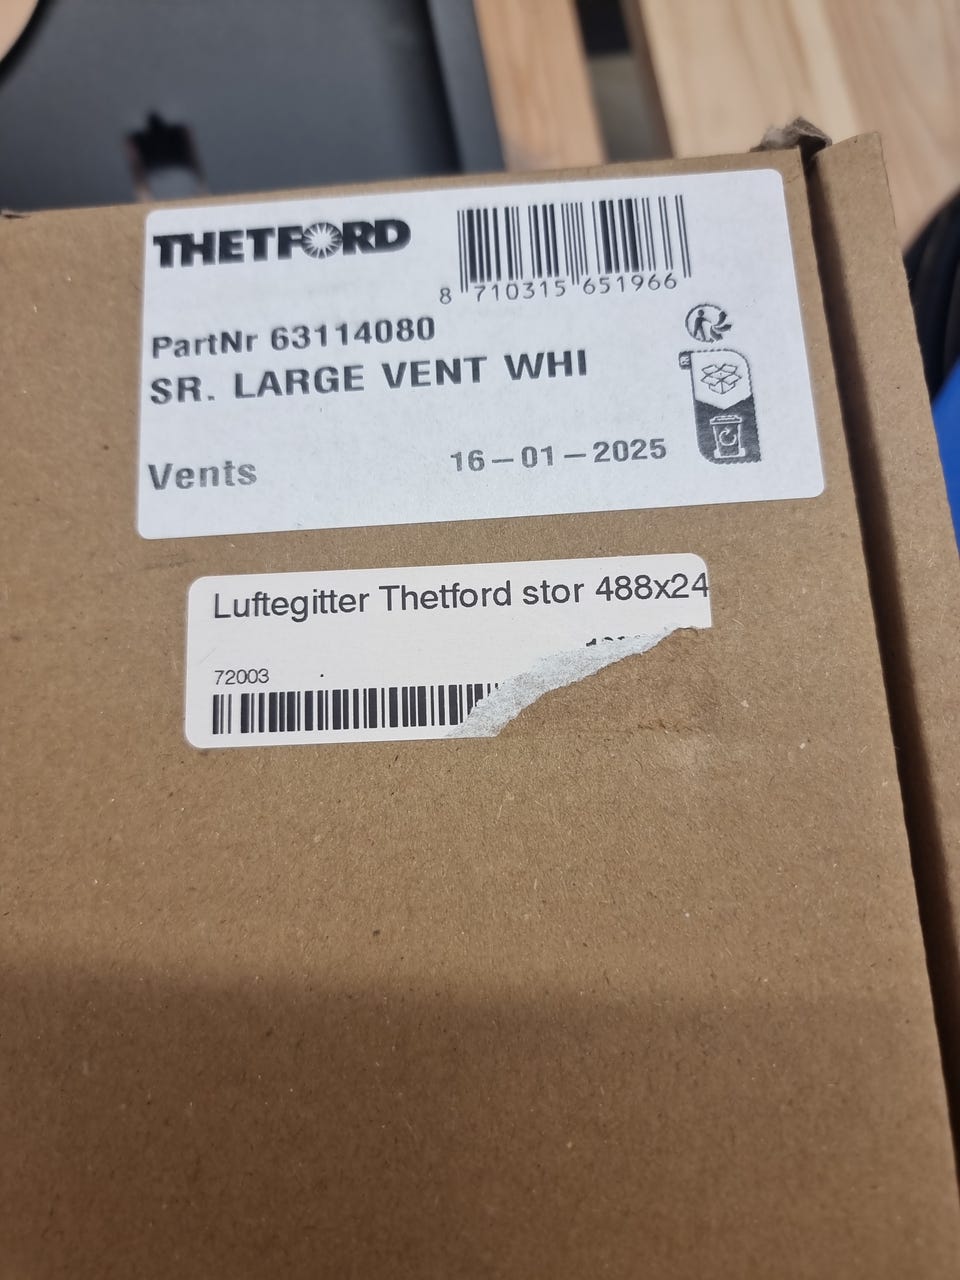 THETFORD
8 710315 651966
PartNr 63114080
SR. LARGE VENT WHI
Vents
16-01-2025
Luftegitter Thetford stor 488x24
72003